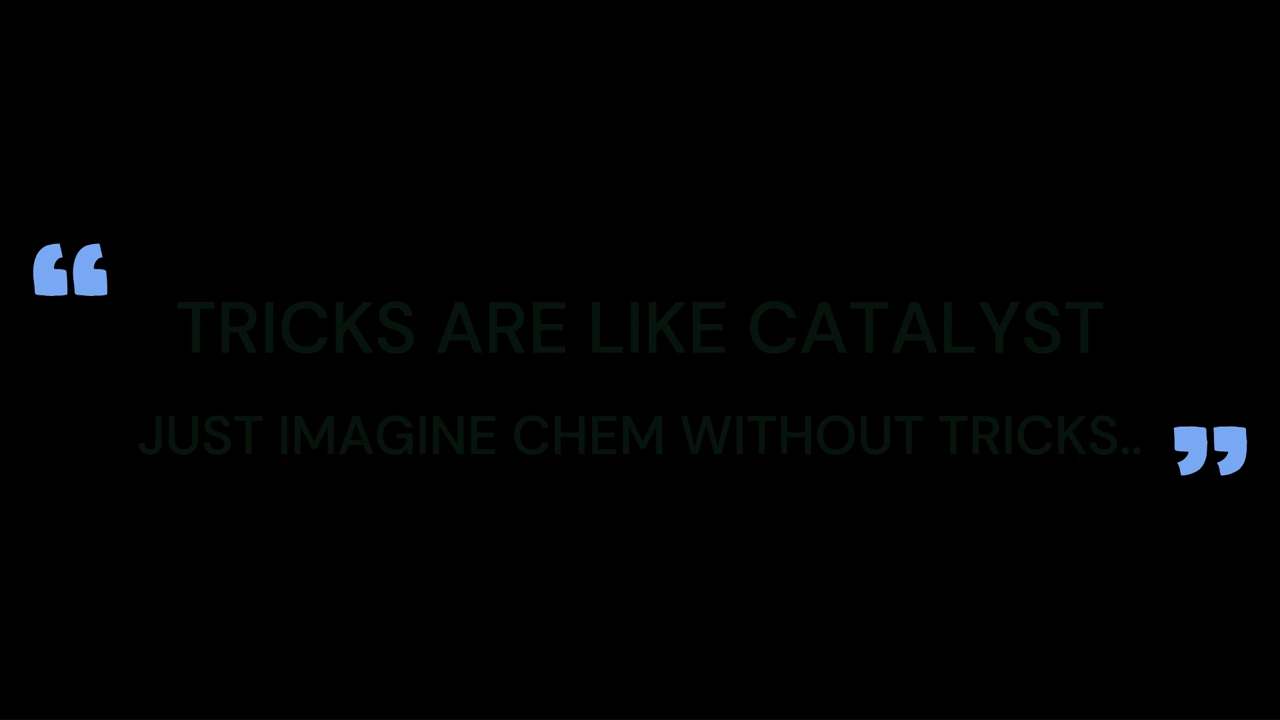 “
TRICKS ARE LIKE CATALYST
JUST IMAGINE CHEM WITHOUT TRICKS..
”